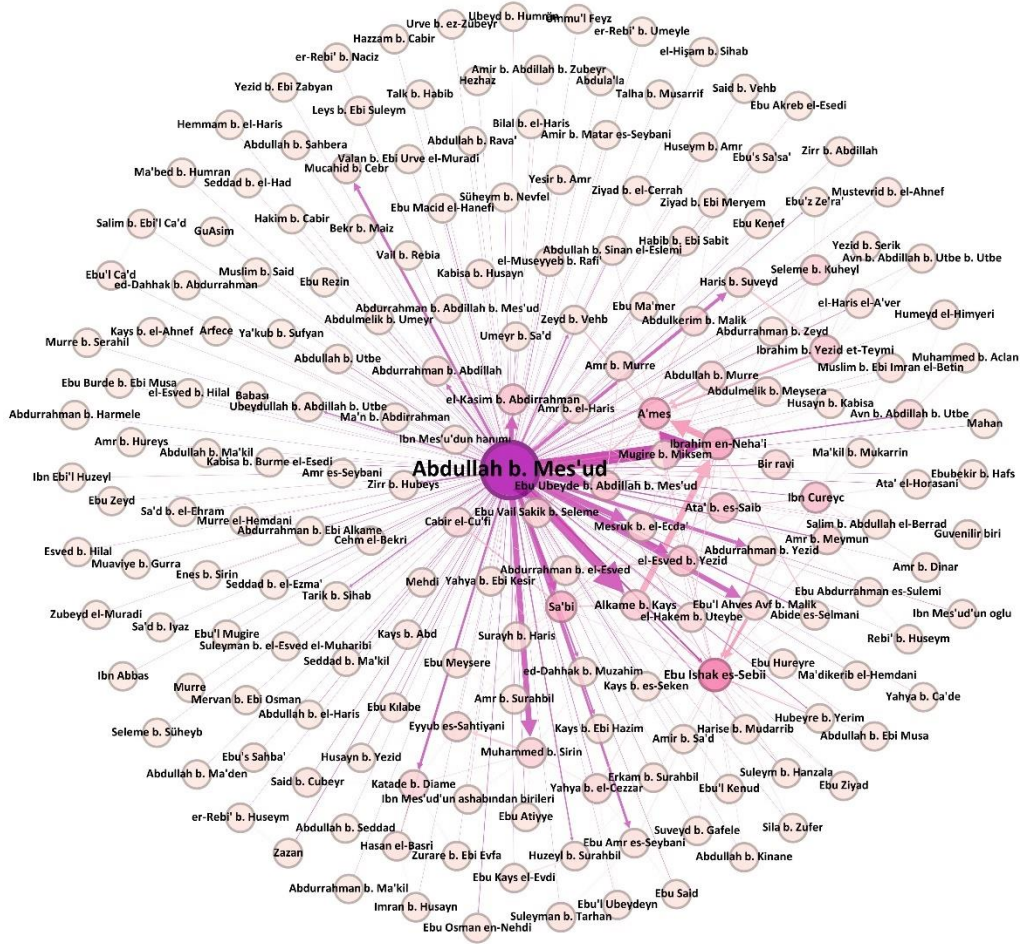 Ubeyd b. Humran
Ummu'l Feyz
Urve b. ez-Zübeyr
er-Rebi' b. Umeyle
Hazzam b. Cabir
el-Hişam b. Sihab
er-Rebi' b. Naciz
Amir b. Abdillah b. Zubeyr
Hezhaz
Abdula'la
Yezid b. Ebi Zabyan
Talk b. Habib
Talha b. Musarrif
Said b. Vehb
Leys b. Ebi Suleym
Ebu Akreb el-Esedi
Hemmam b. el-Haris
Bilal b. el-Haris
Abdullah b. Rava'
Amir b. Matar es-Seybani
Abdullah b. Sahbera
Huseym b. Amr
Ebu's Sa'sa'
Zirr b. Abdillah
Valan b. Ebi Urve el-Muradi
Mucahid b. Cebr
Ma'bed b. Humran
Seddad b. el-Had
Yesir b. Amr
Ziyad b. el-Cerrah
Mustevrid b. el-Ahnef
Süheym b. Nevfel
Ebu Macid el-Hanefi
Ziyad b. Ebi Meryem
Ebu'z Ze'ra'
Salim b. Ebi'l Ca'd
Hakim b. Cabir
Bekr b. Maiz
Ebu Kenef
GuAsim
Habib b. Ebi Sabit
Yezid b. Serik
Abdullah b. Sinan el-Eslemi
Vail b. Rebia
el-Museyyeb b. Rafi'
Avn b. Abdillah b. Utbe b. Utbe
Ebu'l Ca'd
Muslim b. Said
Kabisa b. Husayn
Seleme b. Kuheyl
ed-Dahhak b. Abdurrahman
Ebu Rezin
Haris b. Suveyd
Abdurrahman b. Abdillah b. Mes'ud
Ebu Ma'mer
el-Haris el-A'ver
Abdulmelik b. Umeyr
Zeyd b. Vehb
Abdulkerim b. Malik
Humeyd el-Himyeri
Kays b. el-Ahnef
Arfece
Ya'kub b. Sufyan
Umeyr b. Sa'd
Abdurrahman b. Zeyd
Murre b. Serahil
Ibrahim b. Yezid et-Teymi
Abdullah b. Utbe
Muhammed b. Aclan
Abdurrahman b. Abdillah
Amr b. Murre
Muslim b. Ebi Imran el-Betin
Abdullah b. Murre
Ebu Burde b. Ebi Musa
el-Esved b. Hilal
Babası
Abdulmelik b. Meysera
el-Kasim b. Abdirrahman
Husayn b. Kabisa
Ubeydullah b. Abdillah b. Utbe
Abdurrahman b. Harmele
Ma'n b. Abdirrahman
Amr b. el-Haris
A'mes
Avn b. Abdillah b. Utbe
Mahan
Amr b. Hureys
Ibn Mes'u'dun hanımı
Ibrahim en-Neha'i
Abdullah b. Ma'kil
Mugire b. Miksem
Ma'kil b. Mukarrin
Kabisa b. Burme el-Esedi
Abdullah b. Mes'ud
Bir ravi
Ibn Ebi'l Huzeyl
Amr es-Seybani
Ebubekir b. Hafs
Zirr b. Hubeys
Ebu Ubeyde b. Abdillah b. Mes'ud
Ata' el-Horasani
Ebu Zeyd
Ibn Cureyc
Sa'd b. el-Ehram
Ata' b. es-Saib
Ebu Vail Sakik b. Seleme
Murre el-Hemdani
Cabir el-Cu'fi
Mesruk b. el-Ecda'
Salim b. Abdullah el-Berrad
Abdurrahman b. Ebi Alkame
Guvenilir biri
Cehm el-Bekri
Amr b. Meymun
Esved b. Hilal
Abdurrahman b. Yezid
Muaviye b. Gurra
el-Esved b. Yezid
Abdurrahman b. el-Esved
Enes b. Sirin
Amr b. Dinar
Seddad b. el-Ezma'
Mehdi
Yahya b. Ebi Kesir
Ebu Abdurrahman es-Sulemi
Tarik b. Sihab
Zubeyd el-Muradi
Sa'bi
Alkame b. Kays
Ebu'l Ahves Avf b. Malik
Ibn Mes'ud'un oglu
el-Hakem b. Uteybe
Abide es-Selmani
Sa'd b. Iyaz
Ebu'l Mugire
Kays b. Abd
Surayh b. Haris
Rebi' b. Huseym
Suleyman b. el-Esved el-Muharibi
Seddad b. Ma'kil
Ebu Meysere
ed-Dahhak b. Muzahim
Ebu Hureyre
Ibn Abbas
Ebu Ishak es-Sebii
Ma'dikerib el-Hemdani
Murre
Kays b. es-Seken
Mervan b. Ebi Osman
Amr b. Surahbil
Yahya b. Ca'de
Ebu Kılabe
Abdullah b. el-Haris
Hubeyre b. Yerim
Seleme b. Süheyb
Eyyub es-Sahtiyani
Kays b. Ebi Hazim
Harise b. Mudarrib
Abdullah b. Ebi Musa
Amir b. Sa'd
Ebu's Sahba'
Husayn b. Yezid
Muhammed b. Sirin
Abdullah b. Ma'den
Said b. Cubeyr
Katade b. Diame
Suleym b. Hanzala
Erkam b. Surahbil
Yahya b. el-Cezzar
Ebu'l Kenud
Ebu Ziyad
Ibn Mes'ud'un ashabından birileri
er-Rebi' b. Huseym
Ebu Atiyye
Abdullah b. Seddad
Suveyd b. Gafele
Sila b. Zufer
Hasan el-Basri
Ebu Amr es-Seybani
Zazan
Zurare b. Ebi Evfa
Huzeyl b. Surahbil
Abdullah b. Kinane
Ebu Kays el-Evdi
Abdurrahman b. Ma'kil
Ebu Said
Imran b. Husayn
Ebu'l Ubeydeyn
Suleyman b. Tarhan
Ebu Osman en-Nehdi